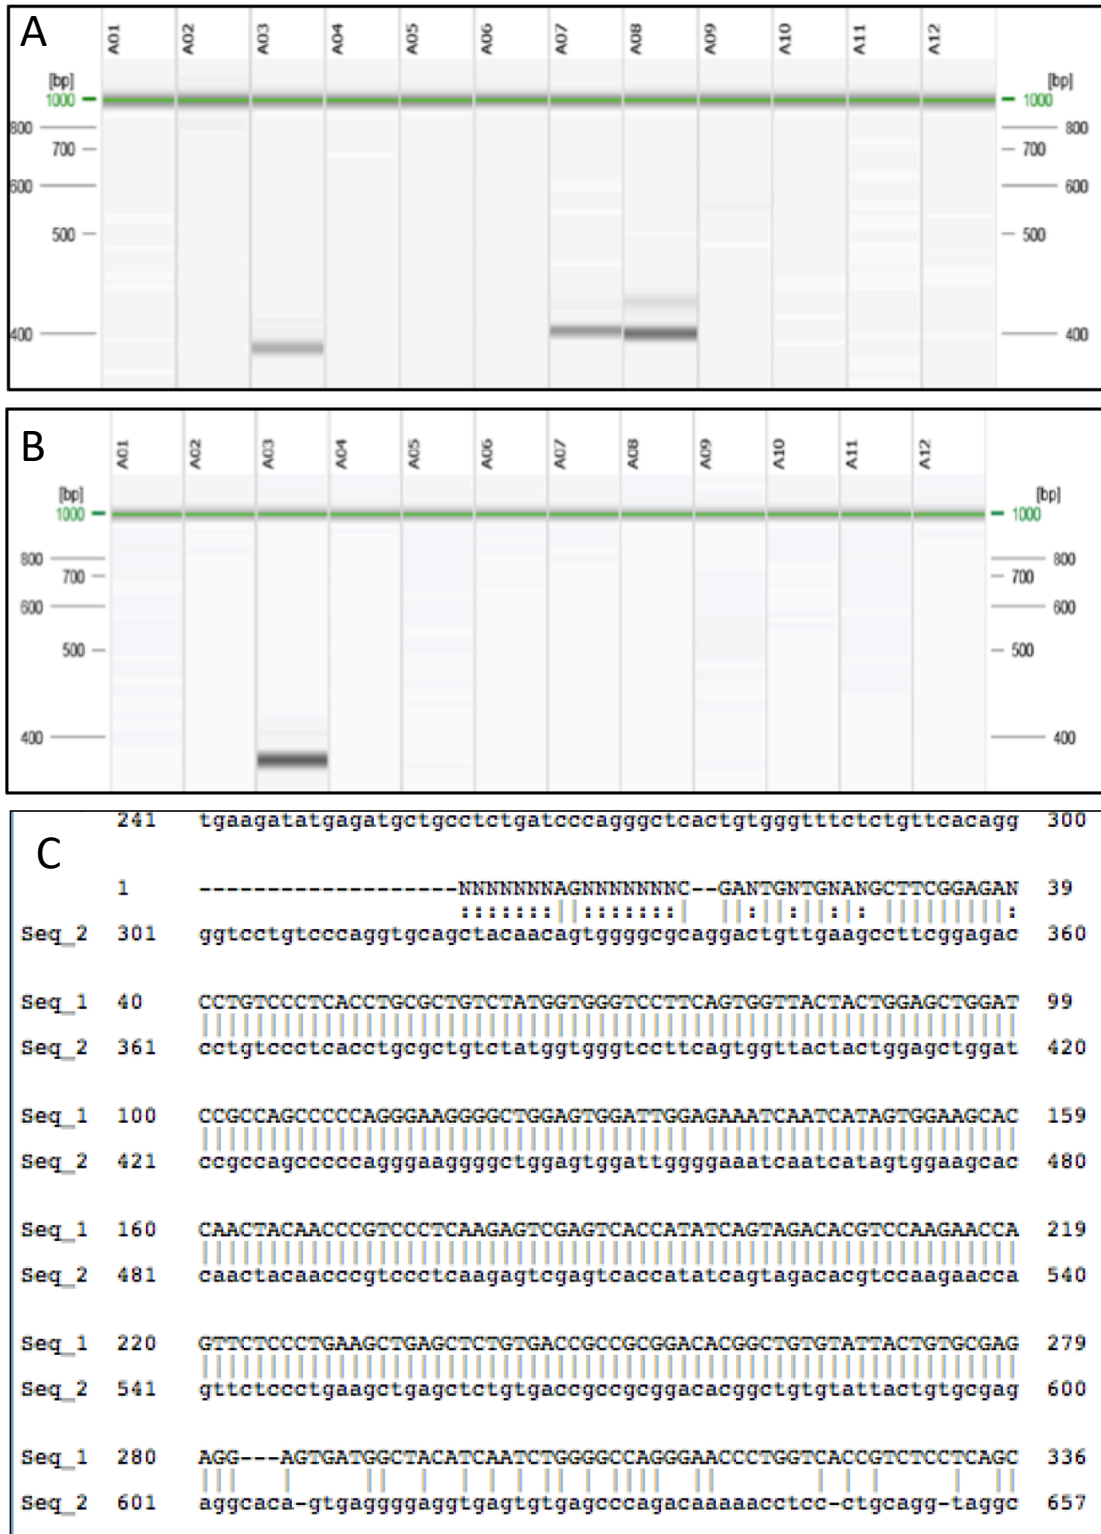 A
A01 A02 A03 A04 A05 A06 A07 A08 A09 A10 A11 A12
[bp] [bp]
1000 1000
800 800
700 700
600 600
500 500
400 400
B
A01 A02 A03 A04 A05 A06 A07 A08 A09 A10 A11 A12
[bp] [bp]
1000 1000
800 800
700 700
600 600
500 500
400 400
C
241 tgaagatatgagatgctgcctctgatcccagggctcactgtgggtttctctgttcacagg 300
1 -------------------NNNNNNNAGNNNNNNNC--GANTGNTGNANGCTTCGGAGAN 39
Seq_2 301 ggtcctgtcccaggtgcagctacaacagtggggcgcaggactgttgaagccttcggagac 360
Seq_1 40 CCTGTCCCTCACCTGCGCTGTCTATGGTGGGTCCTTCAGTGGTTACTACTGGAGCTGGAT 99
Seq_2 361 cctgtccctcacctgcgctgtctatggtgggtccttcagtggttactactggagctggat 420
Seq_1 100 CCGCCAGCCCCCAGGGAAGGGGCTGGAGTGGATTGGAGAAATCAATCATAGTGGAAGCAC 159
Seq_2 421 ccgccagcccccagggaaggggctggagtggattggggaaatcaatcatagtggaagcac 480
Seq_1 160 CAACTACAACCCGTCCCTCAAGAGTCGAGTCACCATATCAGTAGACACGTCCAAGAACCA 219
Seq_2 481 caactacaacccgtccctcaagagtcgagtcaccatatcagtagacacgtccaagaacca 540
Seq_1 220 GTTCTCCCTGAAGCTGAGCTCTGTGACCGCCGCGGACACGGCTGTGTATTACTGTGCGAG 279
Seq_2 541 gttctccctgaagctgagctctgtgaccgccgcggacacggctgtgtattactgtgcgag 600
Seq_1 280 AGG---AGTGATGGCTACATCAATCTGGGGCCAGGGAACCCTGGTCACCGTCTCCTCAGC 336
Seq_2 601 aggcaca-gtgaggggaggtgagtgtgagcccagacaaaaacctcc-ctgcagg-taggc 657